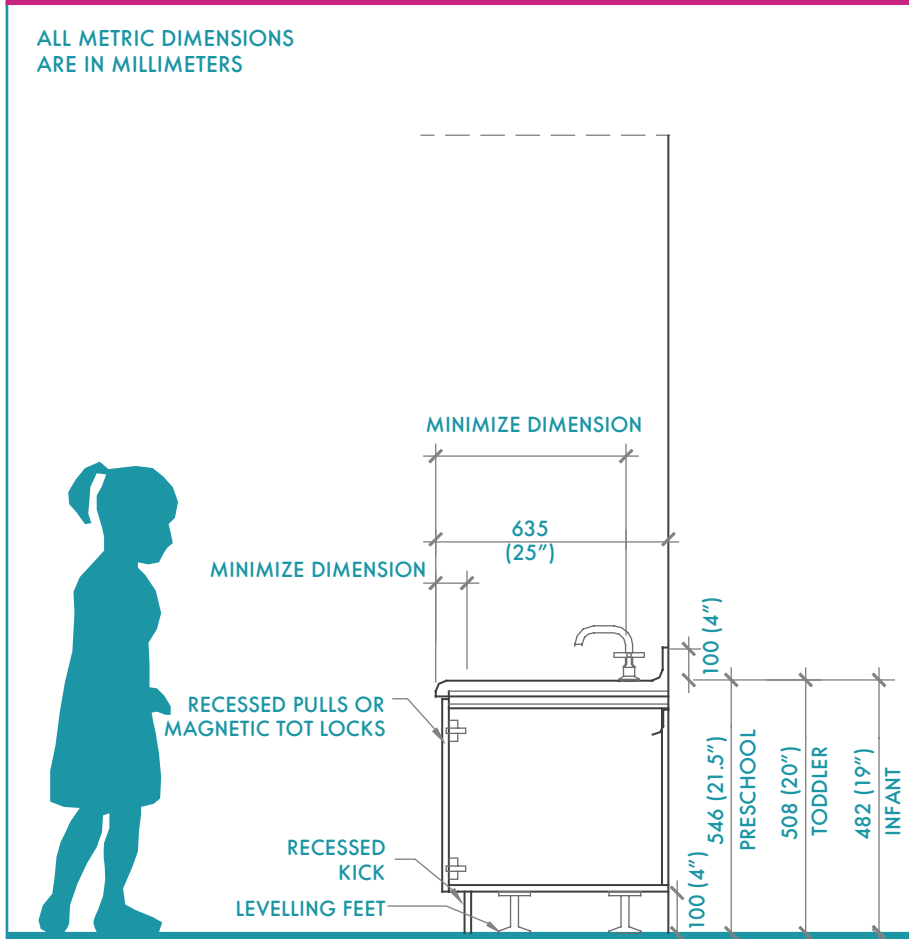 ALL METRIC DIMENSIONS
ARE IN MILLIMETERS
MINIMIZE DIMENSION
635
(25”)
MINIMIZE DIMENSION
100 (4”)
RECESSED PULLS OR
MAGNETIC TOT LOCKS
546 (21.5”)
PRESCHOOL
508 (20”)
TODDLER
482 (19”)
INFANT
RECESSED
KICK
100 (4”)
LEVELLING FEET